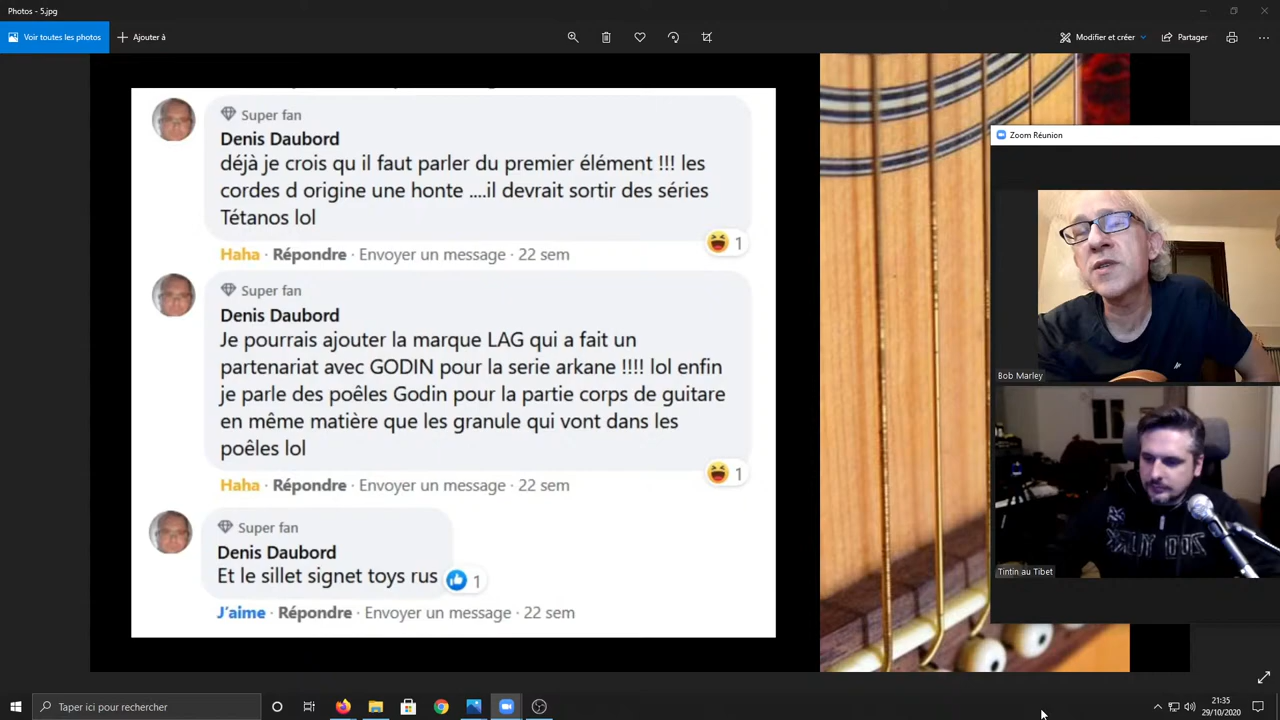 Photos - 5.jpg
Voir toutes les photos
Ajouter à
Modifier et créer
Partager
Super fan
Denis Daubord
déjà je crois qu il faut parler du premier élément !!! les
cordes d origine une honte ....il devrait sortir des séries
Tétanos lol
1
Haha · Répondre · Envoyer un message · 22 sem
Super fan
Denis Daubord
Je pourrais ajouter la marque LAG qui a fait un
partenariat avec GODIN pour la serie arkane !!!! lol enfin
je parle des poêles Godin pour la partie corps de guitare
en même matière que les granule qui vont dans les
poêles lol
1
Haha · Répondre · Envoyer un message · 22 sem
Super fan
Denis Daubord
Et le sillet signet toys rus
1
J'aime · Répondre · Envoyer un message · 22 sem
Zoom Réunion
Bob Marley
Tintin au Tibet
Taper ici pour rechercher
21:35
29/10/2020